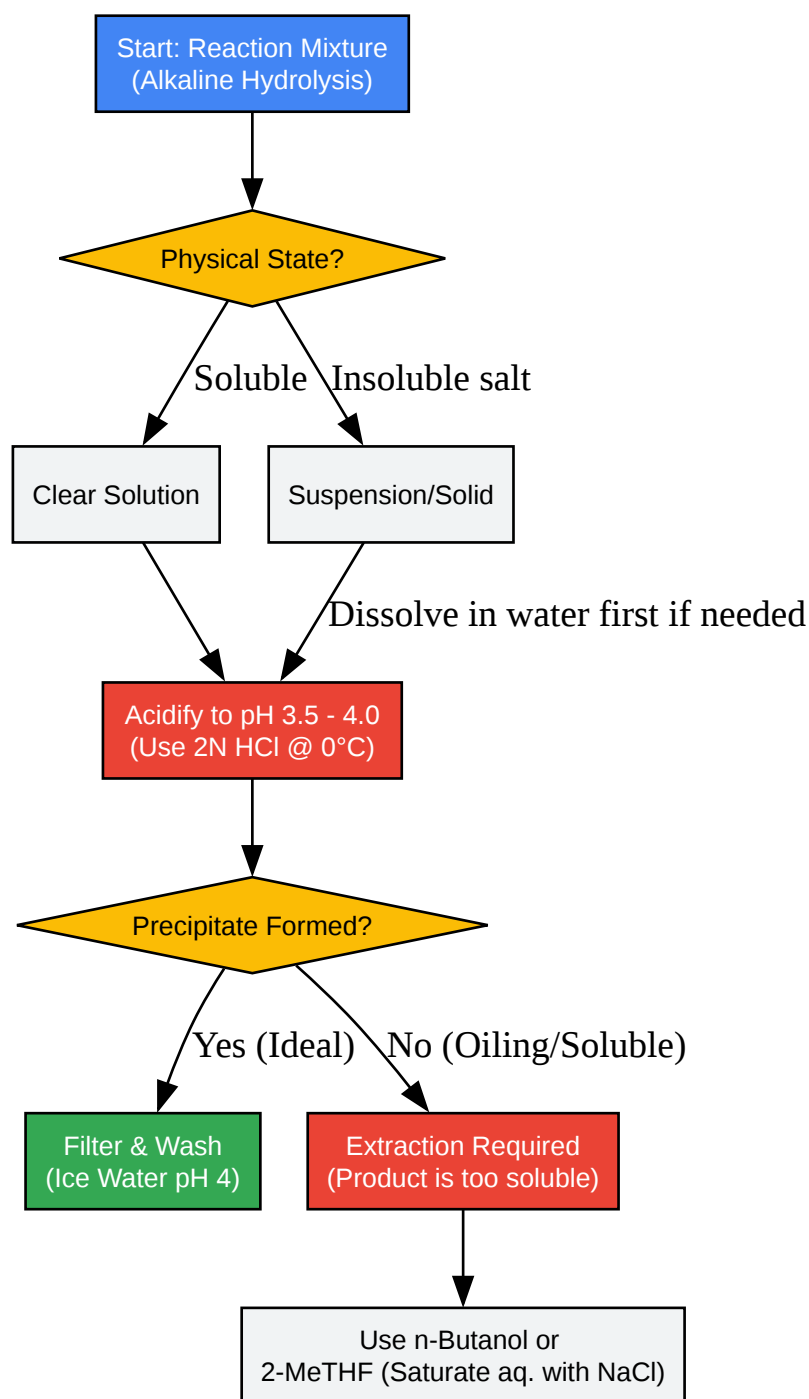 Start: Reaction Mixture
(Alkaline Hydrolysis)
Physical State?
Soluble
Insoluble salt
Clear Solution
Suspension/Solid
Dissolve in water first if needed
Acidify to pH 3.5 - 4.0
(Use 2N HCl @ 0°C)
Precipitate Formed?
Yes (Ideal)
No (Oiling/Soluble)
Filter & Wash
(Ice Water pH 4)
Extraction Required
(Product is too soluble)
Use n-Butanol or
2-MeTHF (Saturate aq. with NaCl)